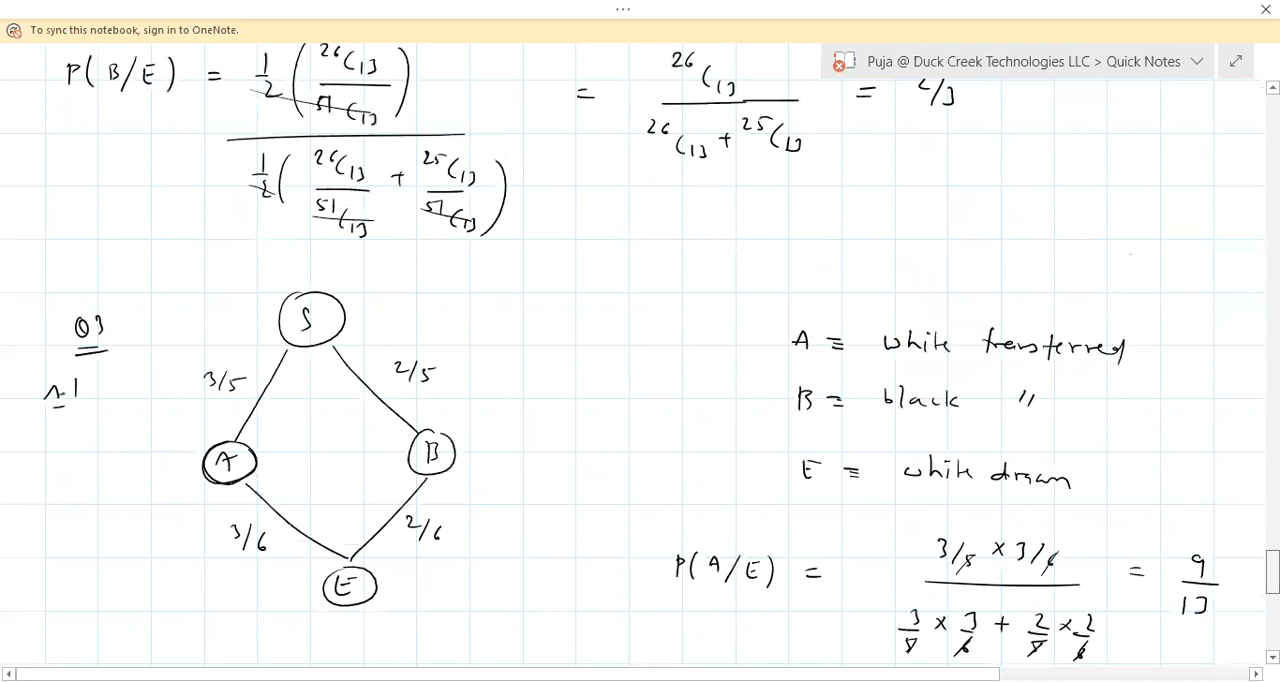 To sync this notebook, sign in to OneNote.
Puja @ Duck Creek Technologies LLC > Quick Notes
P(B/E) = 1/2 (26C13 / 51C13) / 1/2 (26C13 / 51C13 + 25C13 / 51C13) = 26C13 / 26C13 + 25C13 = 2/3
Q3
S
3/5 2/5
A B
3/6 2/6
E
A ≡ white transferred
B ≡ black "
E ≡ white drawn
P(A/E) = 3/5 × 3/6 / 3/5 × 3/6 + 2/5 × 2/6 = 9/13